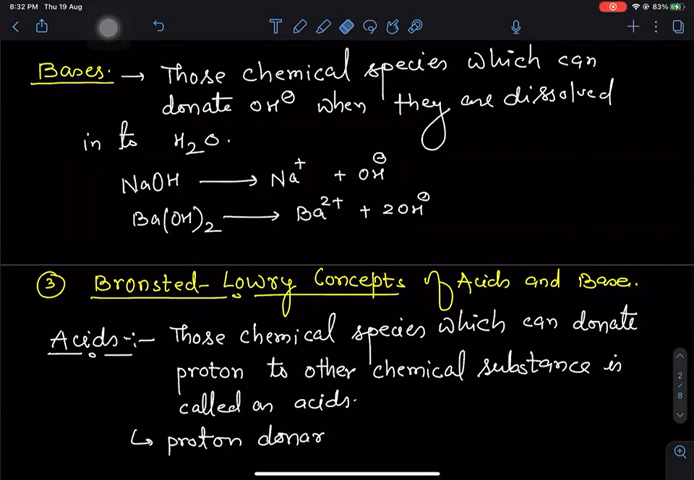 8:32 PM Thu 19 Aug 83%
Bases. → Those chemical species which can
donate OH⊖ when they are dissolved
in to H₂O.
NaOH ⟶ Na⁺ + OH⊖
Ba(OH)₂ ⟶ Ba²⁺ + 2OH⊖
③ Bronsted-Lowry Concepts of Acids and Base.
Acids:- Those chemical species which can donate
proton to other chemical substance is
called an acids.
↳ proton donar
2
/
8